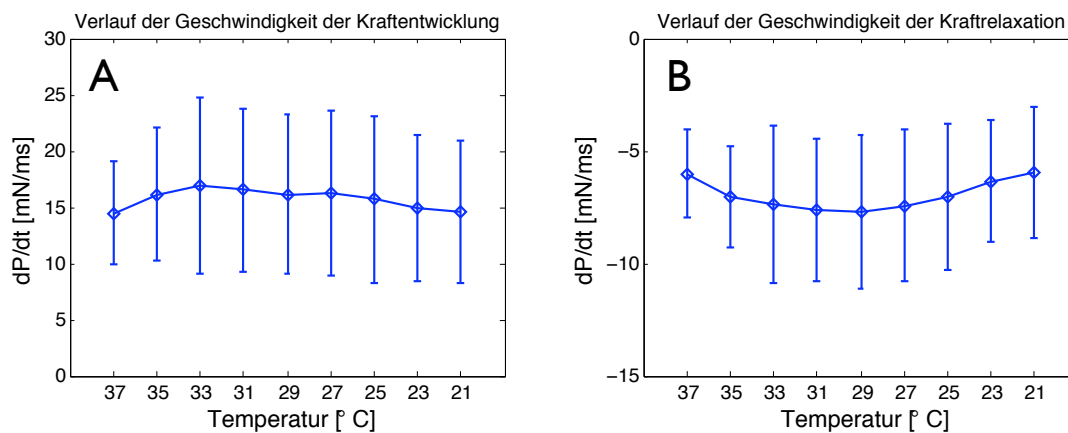 Verlauf der Geschwindigkeit der Kraftentwicklung
A
30
25
20
15
10
5
0
dP/dt [mN/ms]
37 35 33 31 29 27 25 23 21
Temperatur [° C]
Verlauf der Geschwindigkeit der Kraftrelaxation
B
0
−5
−10
−15
dP/dt [mN/ms]
37 35 33 31 29 27 25 23 21
Temperatur [° C]